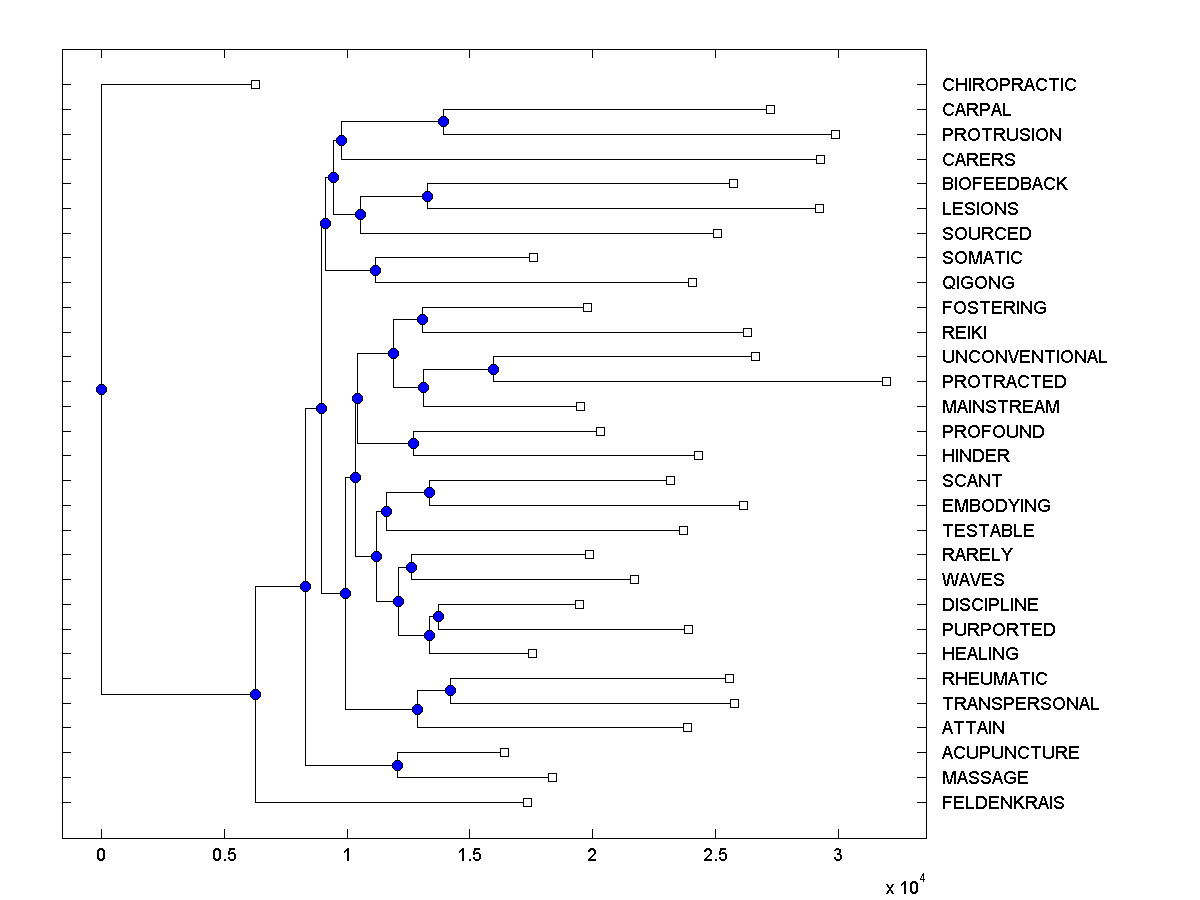 CHIROPRACTIC
CARPAL
PROTRUSION
CARERS
BIOFEEDBACK
LESIONS
SOURCED
SOMATIC
QIGONG
FOSTERING
REIKI
UNCONVENTIONAL
PROTRACTED
MAINSTREAM
PROFOUND
HINDER
SCANT
EMBODYING
TESTABLE
RARELY
WAVES
DISCIPLINE
PURPORTED
HEALING
RHEUMATIC
TRANSPERSONAL
ATTAIN
ACUPUNCTURE
MASSAGE
FELDENKRAIS
0 0.5 1 1.5 2 2.5 3
x 10^4